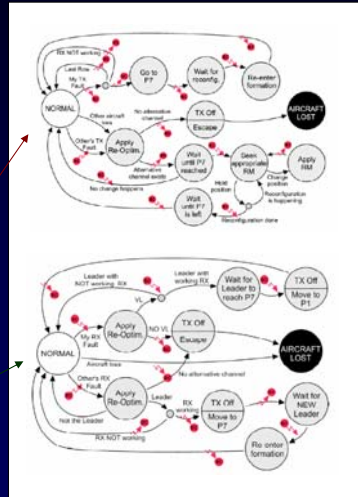 RX NOT working
Last Row
My TX
Fault
Go to
P7
Wait for
reconfig.
Re-enter
formation
NORMAL
Other aircraft
loss
No alternative
channel
TX Off
Escape
AIRCRAFT
LOST
Other's TX
Fault
Apply
Re-Optim.
Alternative
channel exists
Wait
until P7
reached
Seek
appropriate
RM
Apply
RM
Change
position
Hold
position
No change happens
Reconfiguration
is happening
Wait
until P7
is left
Reconfiguration done
Leader with
NOT working RX
Leader with
working RX
VL
Wait for
Leader to
reach P7
TX Off
Move to
P1
My RX
Fault
Apply
Re-Optim.
NO VL
TX Off
Escape
NORMAL
Aircraft loss
AIRCRAFT
LOST
No alternative channel
Other's RX
Fault
Apply
Re-Optim.
Leader
Not the Leader
RX
working
TX Off
Move to
P7
Wait for
NEW
Leader
RX NOT working
Re-enter
formation